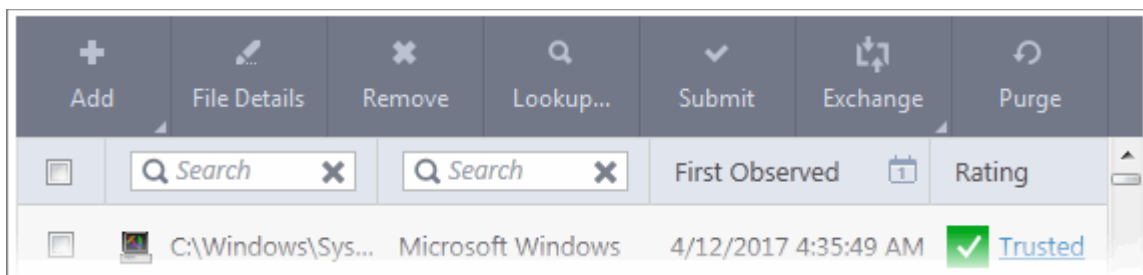 Add File Details Remove Lookup... Submit Exchange Purge
Search Search First Observed 1 Rating
C:\Windows\Sys... Microsoft Windows 4/12/2017 4:35:49 AM Trusted